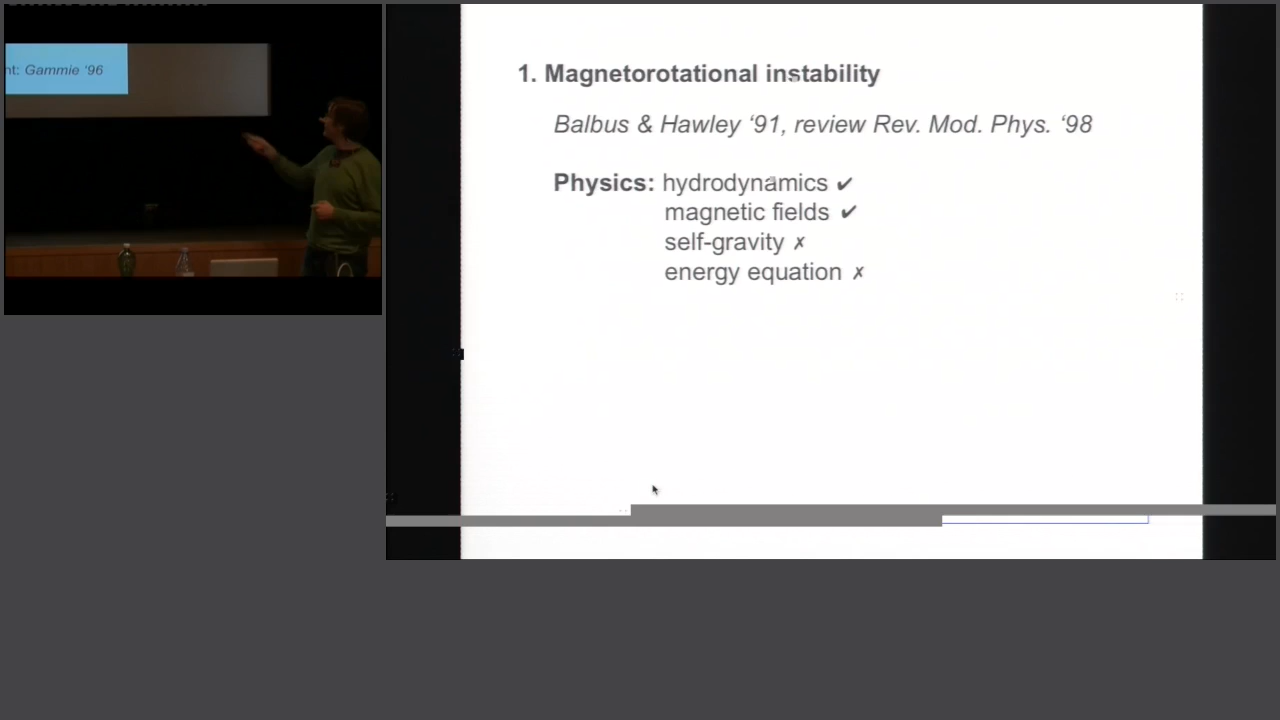 nt: Gammie '96
1. Magnetorotational instability
Balbus & Hawley ‘91, review Rev. Mod. Phys. ‘98
Physics: hydrodynamics ✔
magnetic fields ✔
self-gravity ✗
energy equation ✗